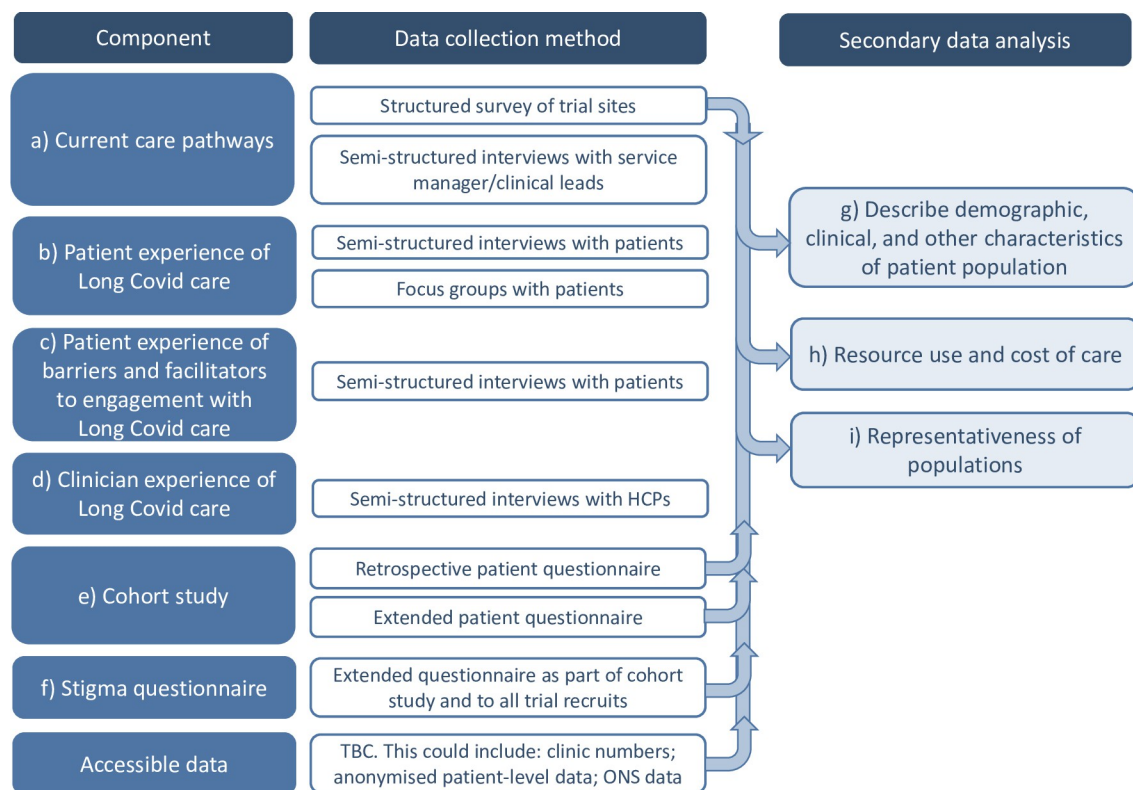 Component
Data collection method
Secondary data analysis
a) Current care pathways
Structured survey of trial sites
Semi-structured interviews with service
manager/clinical leads
b) Patient experience of
Long Covid care
Semi-structured interviews with patients
Focus groups with patients
c) Patient experience of
barriers and facilitators
to engagement with
Long Covid care
Semi-structured interviews with patients
d) Clinician experience of
Long Covid care
Semi-structured interviews with HCPs
e) Cohort study
Retrospective patient questionnaire
Extended patient questionnaire
f) Stigma questionnaire
Extended questionnaire as part of cohort
study and to all trial recruits
Accessible data
TBC. This could include: clinic numbers;
anonymised patient-level data; ONS data
g) Describe demographic,
clinical, and other characteristics
of patient population
h) Resource use and cost of care
i) Representativeness of
populations